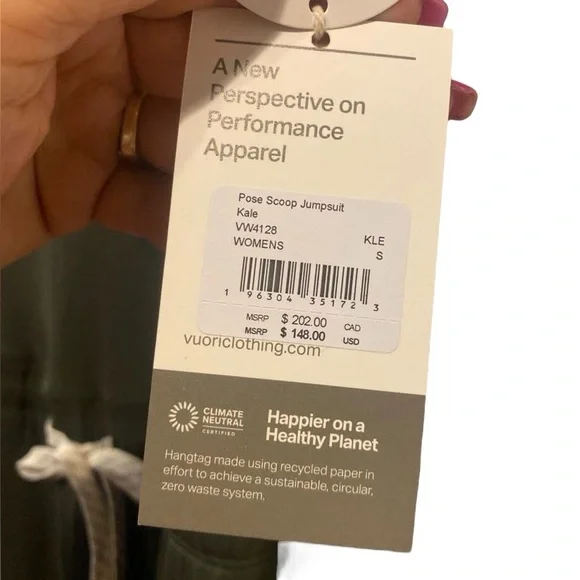 A New
Perspective on
Performance
Apparel
Pose Scoop Jumpsuit
Kale
VW4128 KLE
WOMENS S
1 96304 35172 3
MSRP $ 202.00 CAD
MSRP $ 148.00 USD
vuoriclothing.com
CLIMATE
NEUTRAL
CERTIFIED
Happier on a
Healthy Planet
Hangtag made using recycled paper in
effort to achieve a sustainable, circular,
zero waste system.